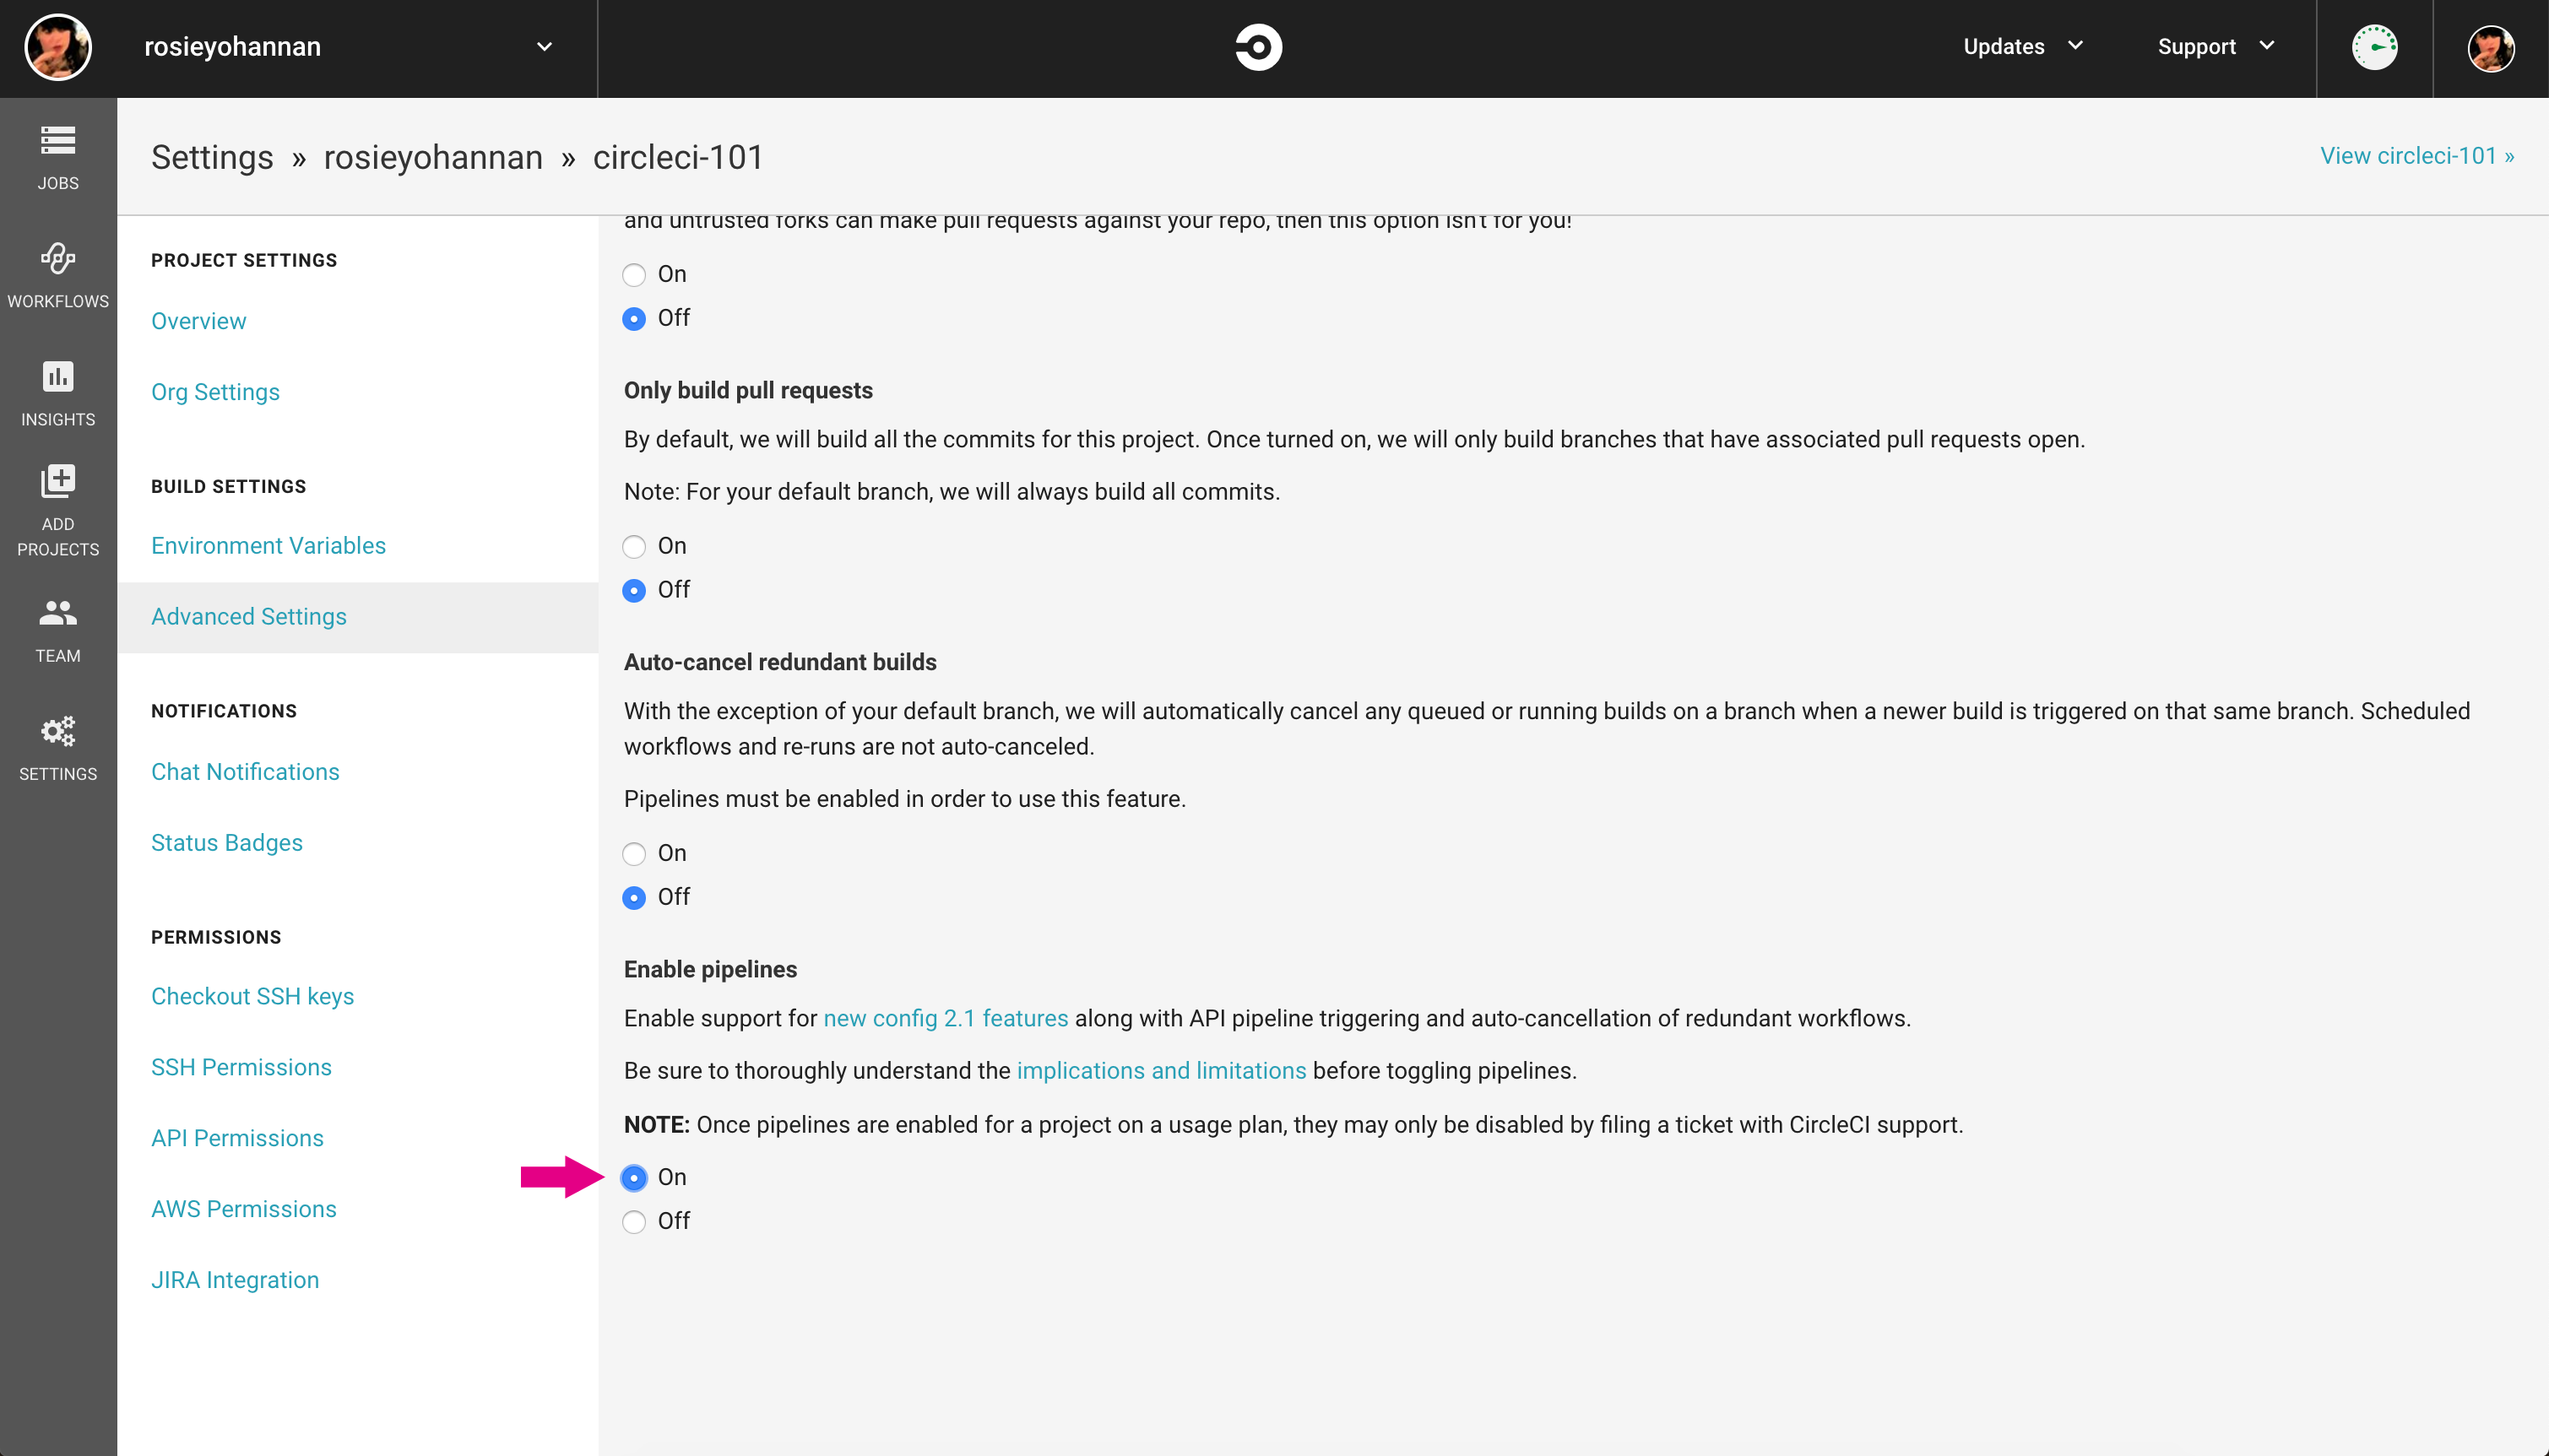 rosieyohannan
Updates
Support
JOBS
WORKFLOWS
INSIGHTS
ADD
PROJECTS
TEAM
SETTINGS
Settings » rosieyohannan » circleci-101
View circleci-101 »
PROJECT SETTINGS
Overview
Org Settings
BUILD SETTINGS
Environment Variables
Advanced Settings
NOTIFICATIONS
Chat Notifications
Status Badges
PERMISSIONS
Checkout SSH keys
SSH Permissions
API Permissions
AWS Permissions
JIRA Integration
and untrusted forks can make pull requests against your repo, then this option isn't for you!
On
Off
Only build pull requests
By default, we will build all the commits for this project. Once turned on, we will only build branches that have associated pull requests open.
Note: For your default branch, we will always build all commits.
On
Off
Auto-cancel redundant builds
With the exception of your default branch, we will automatically cancel any queued or running builds on a branch when a newer build is triggered on that same branch. Scheduled
workflows and re-runs are not auto-canceled.
Pipelines must be enabled in order to use this feature.
On
Off
Enable pipelines
Enable support for new config 2.1 features along with API pipeline triggering and auto-cancellation of redundant workflows.
Be sure to thoroughly understand the implications and limitations before toggling pipelines.
NOTE: Once pipelines are enabled for a project on a usage plan, they may only be disabled by filing a ticket with CircleCI support.
On
Off